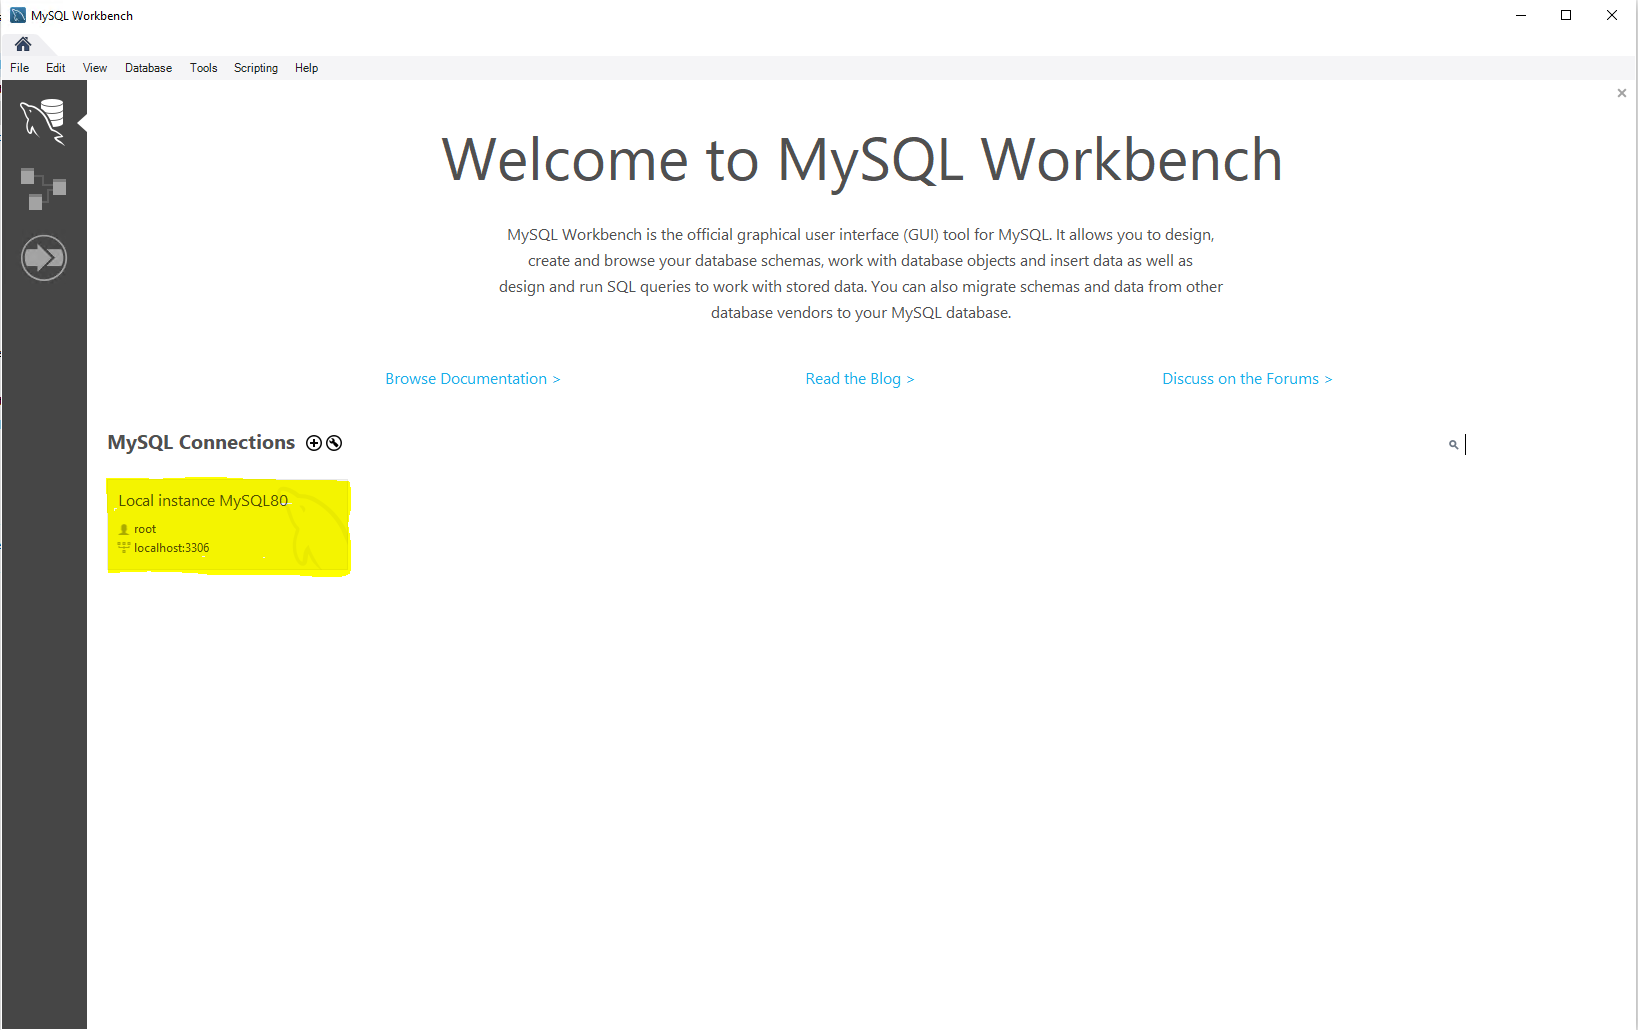 MySQL Workbench
File Edit View Database Tools Scripting Help
Welcome to MySQL Workbench
MySQL Workbench is the official graphical user interface (GUI) tool for MySQL. It allows you to design,
create and browse your database schemas, work with database objects and insert data as well as
design and run SQL queries to work with stored data. You can also migrate schemas and data from other
database vendors to your MySQL database.
Browse Documentation > Read the Blog > Discuss on the Forums >
MySQL Connections
Local instance MySQL80
root
localhost:3306